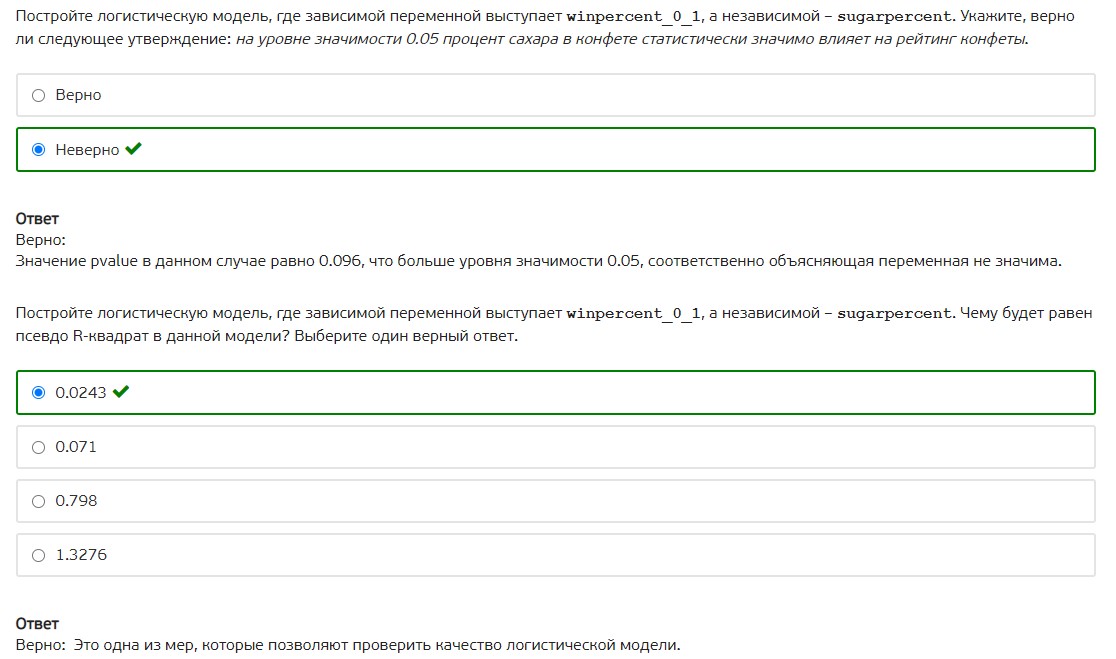 Постройте логистическую модель, где зависимой переменной выступает winpercent_0_1, а независимой – sugarpercent. Укажите, верно
ли следующее утверждение: на уровне значимости 0.05 процент сахара в конфете статистически значимо влияет на рейтинг конфеты.
Верно
Неверно
Ответ
Верно:
Значение pvalue в данном случае равно 0.096, что больше уровня значимости 0.05, соответственно объясняющая переменная не значима.
Постройте логистическую модель, где зависимой переменной выступает winpercent_0_1, а независимой – sugarpercent. Чему будет равен
псевдо R-квадрат в данной модели? Выберите один верный ответ.
0.0243
0.071
0.798
1.3276
Ответ
Верно: Это одна из мер, которые позволяют проверить качество логистической модели.